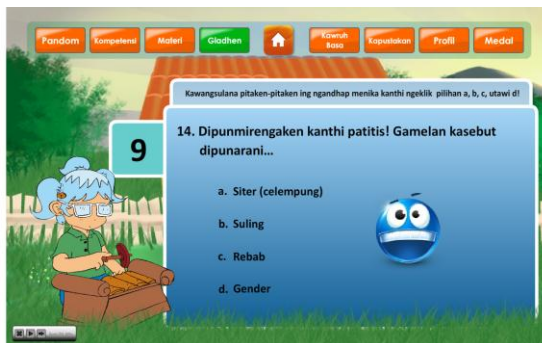 Pandom
Kompetensi
Materi
Gladhen
Kawruh
Basa
Kapustakan
Profil
Medal
Kawangsulana pitaken-pitaken ing ngandhap menika kanthi ngeklik pilihan a, b, c, utawi d!
9
14. Dipunmirengaken kanthi patitis! Gamelan kasebut
dipunarani...
a. Siter (celempung)
b. Suling
c. Rebab
d. Gender